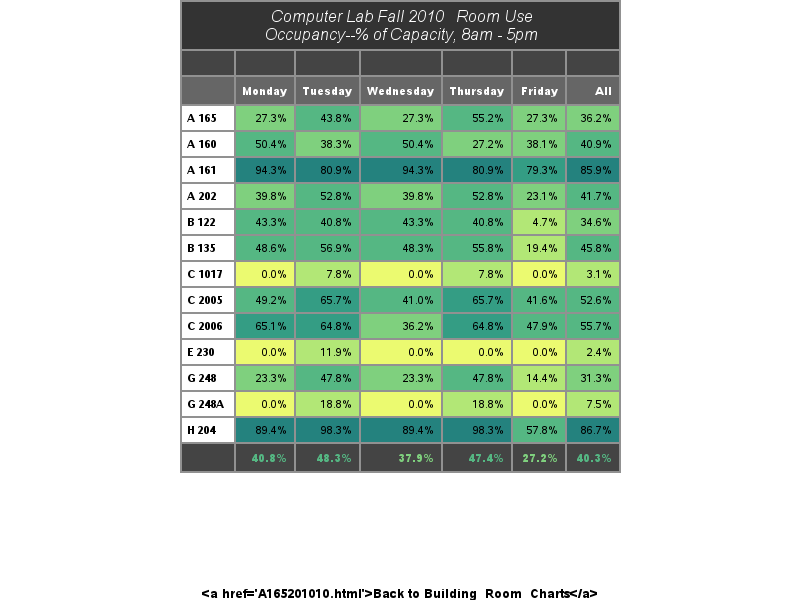 Computer Lab Fall 2010 Room Use
Occupancy--% of Capacity, 8am - 5pm
Monday Tuesday Wednesday Thursday Friday All
A 165 27.3% 43.8% 27.3% 55.2% 27.3% 36.2%
A 160 50.4% 38.3% 50.4% 27.2% 38.1% 40.9%
A 161 94.3% 80.9% 94.3% 80.9% 79.3% 85.9%
A 202 39.8% 52.8% 39.8% 52.8% 23.1% 41.7%
B 122 43.3% 40.8% 43.3% 40.8% 4.7% 34.6%
B 135 48.6% 56.9% 48.3% 55.8% 19.4% 45.8%
C 1017 0.0% 7.8% 0.0% 7.8% 0.0% 3.1%
C 2005 49.2% 65.7% 41.0% 65.7% 41.6% 52.6%
C 2006 65.1% 64.8% 36.2% 64.8% 47.9% 55.7%
E 230 0.0% 11.9% 0.0% 0.0% 0.0% 2.4%
G 248 23.3% 47.8% 23.3% 47.8% 14.4% 31.3%
G 248A 0.0% 18.8% 0.0% 18.8% 0.0% 7.5%
H 204 89.4% 98.3% 89.4% 98.3% 57.8% 86.7%
40.8% 48.3% 37.9% 47.4% 27.2% 40.3%
<a href='A165201010.html'>Back to Building Room Charts</a>